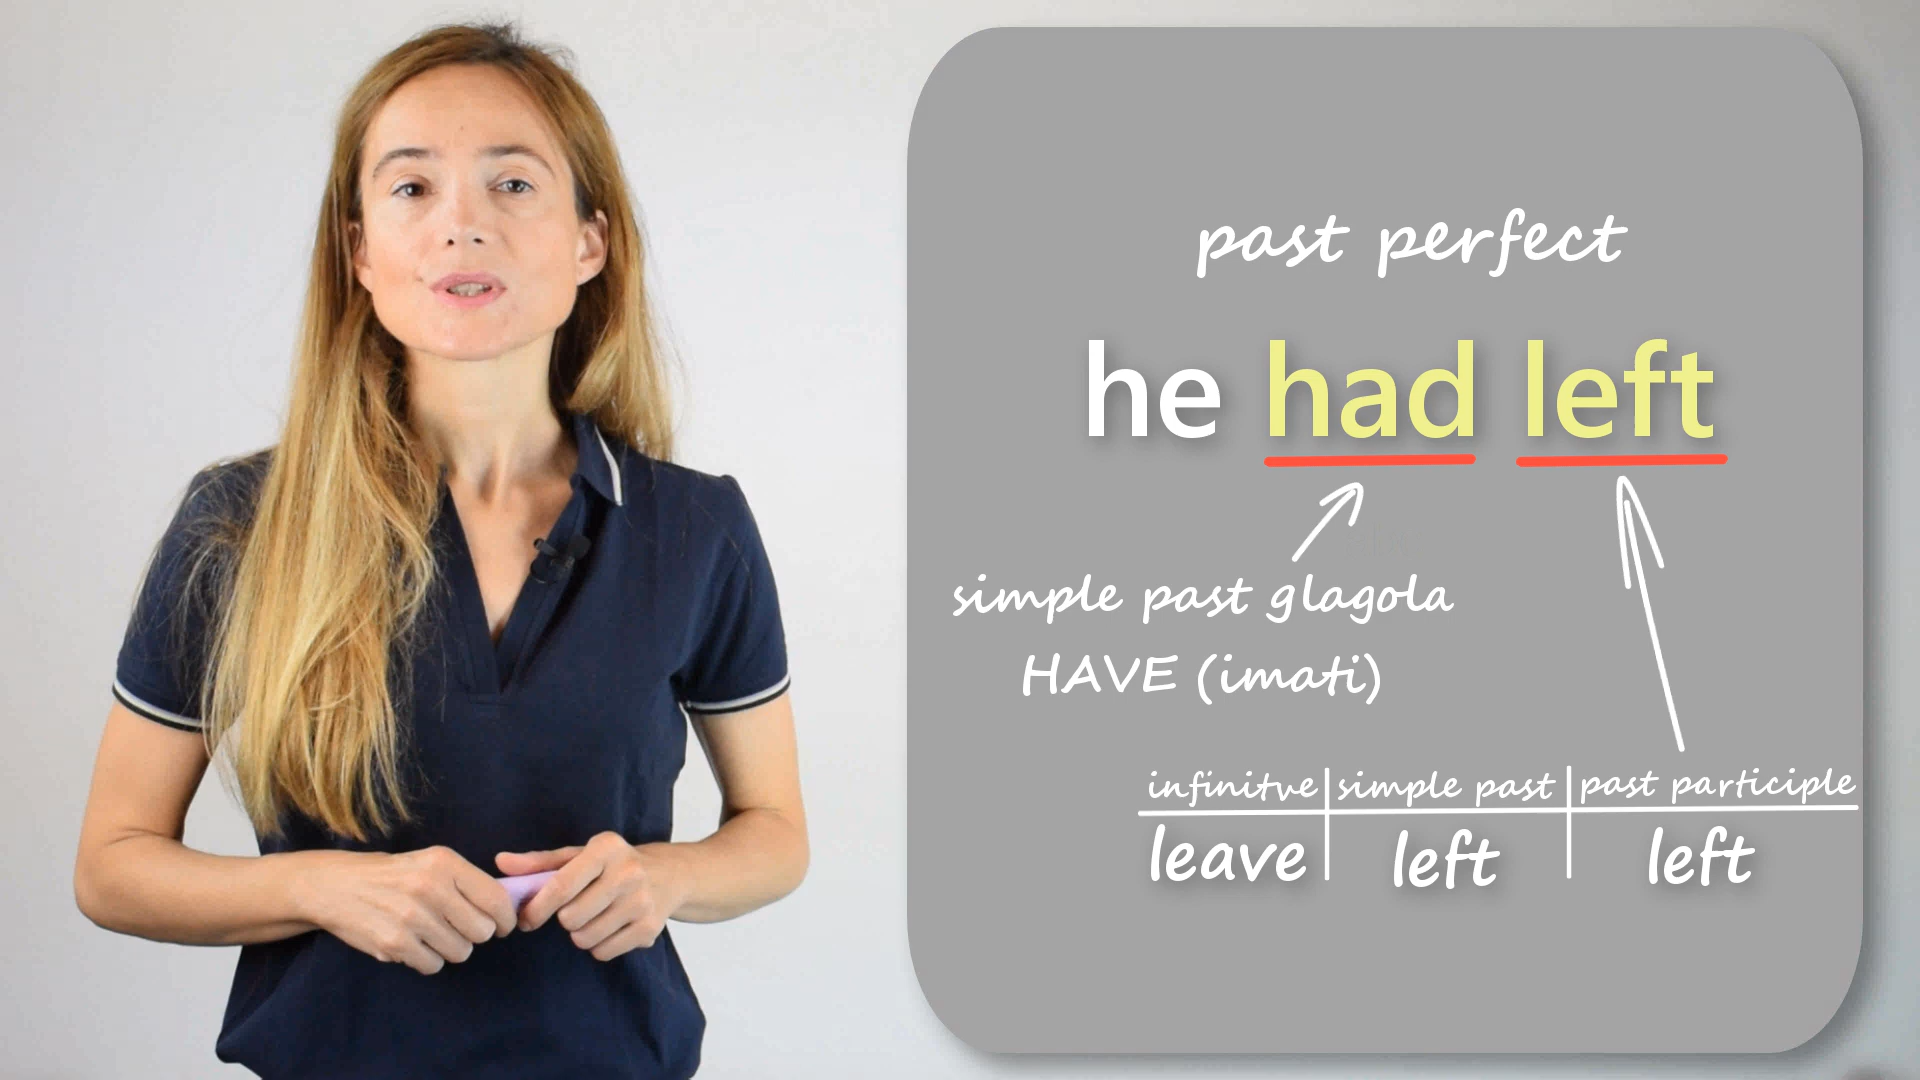 past perfect
he had left
simple past glagola
HAVE (imati)
infinitve simple past past participle
leave left left